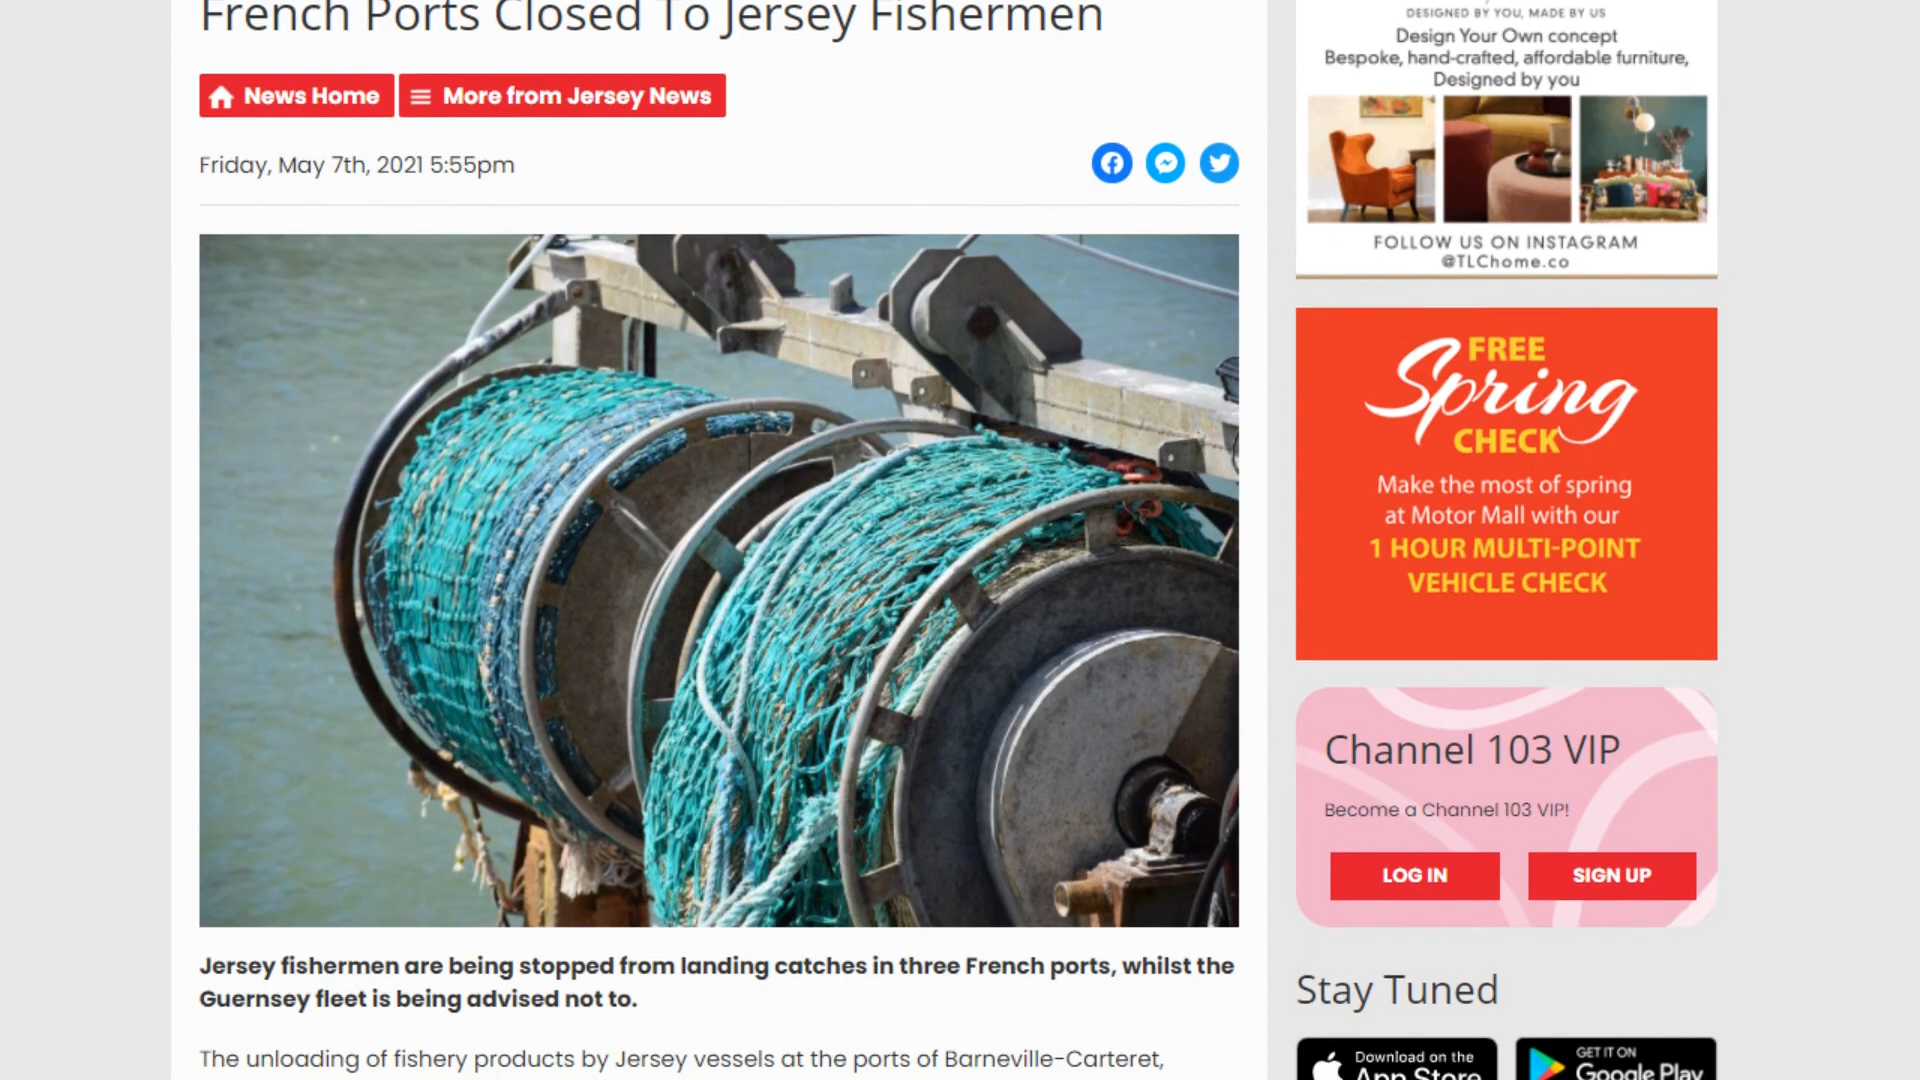 French Ports Closed To Jersey Fishermen
News Home
More from Jersey News
Friday, May 7th, 2021 5:55pm
Jersey fishermen are being stopped from landing catches in three French ports, whilst the
Guernsey fleet is being advised not to.
The unloading of fishery products by Jersey vessels at the ports of Barneville-Carteret,
DESIGNED BY YOU, MADE BY US
Design Your Own concept
Bespoke, hand-crafted, affordable furniture,
Designed by you
FOLLOW US ON INSTAGRAM
@TLChome.co
FREE
Spring
CHECK
Make the most of spring
at Motor Mall with our
1 HOUR MULTI-POINT
VEHICLE CHECK
Channel 103 VIP
Become a Channel 103 VIP!
LOG IN
SIGN UP
Stay Tuned
Download on the
App Store
GET IT ON
Google Play